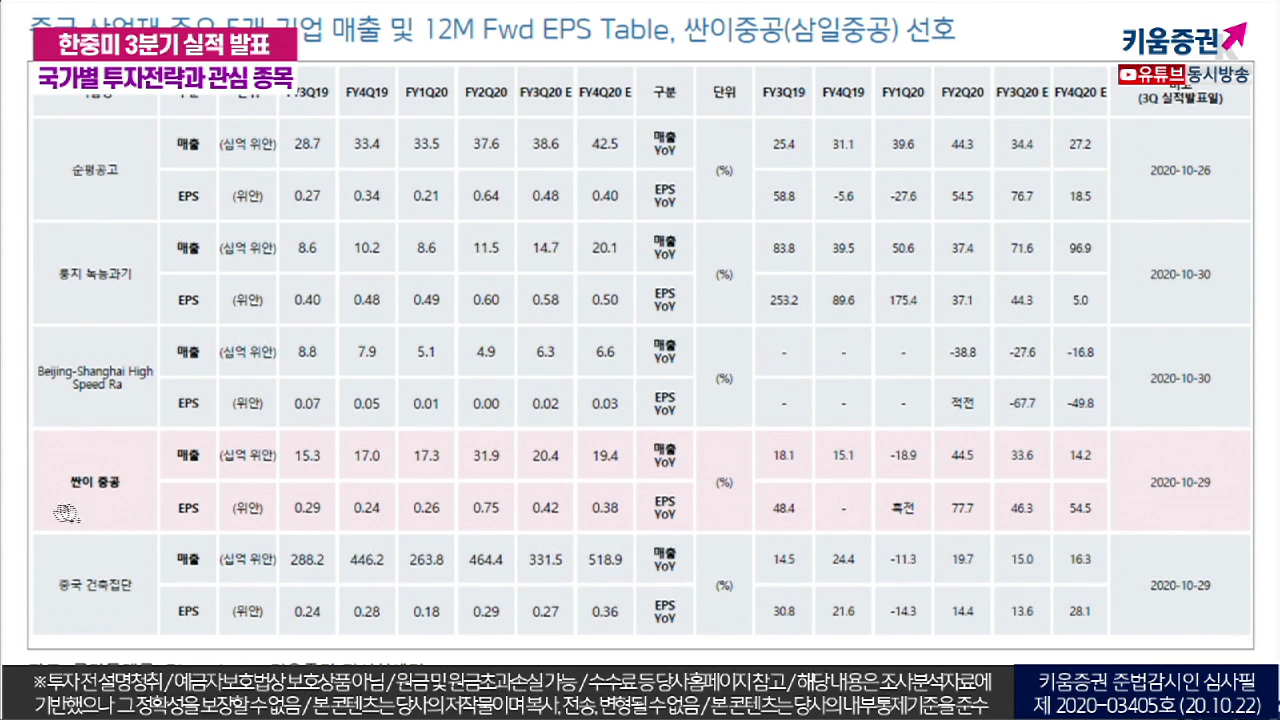 기업 매출 및 12M Fwd EPS Table, 싼이중공(삼일중공) 선호
한중미 3분기 실적 발표
국가별 투자전략과 관심 종목
키움증권
유튜브동시방송
FY3Q19 FY4Q19 FY1Q20 FY2Q20 FY3Q20 E FY4Q20 E 구분 단위 FY3Q19 FY4Q19 FY1Q20 FY2Q20 FY3Q20 E FY4Q20 E (3Q 실적발표일)
순펑공고 매출 (십억 위안) 28.7 33.4 33.5 37.6 38.6 42.5 매출 YoY (%) 25.4 31.1 39.6 44.3 34.4 27.2 2020-10-26
EPS (위안) 0.27 0.34 0.21 0.64 0.48 0.40 EPS YoY 58.8 -5.6 -27.6 54.5 76.7 18.5
룽지 녹능과기 매출 (십억 위안) 8.6 10.2 8.6 11.5 14.7 20.1 매출 YoY (%) 83.8 39.5 50.6 37.4 71.6 96.9 2020-10-30
EPS (위안) 0.40 0.48 0.49 0.60 0.58 0.50 EPS YoY 253.2 89.6 175.4 37.1 44.3 5.0
Beijing-Shanghai High Speed Ra 매출 (십억 위안) 8.8 7.9 5.1 4.9 6.3 6.6 매출 YoY (%) - - - -38.8 -27.6 -16.8 2020-10-30
EPS (위안) 0.07 0.05 0.01 0.00 0.02 0.03 EPS YoY - - - 적전 -67.7 -49.8
싼이 중공 매출 (십억 위안) 15.3 17.0 17.3 31.9 20.4 19.4 매출 YoY (%) 18.1 15.1 -18.9 44.5 33.6 14.2 2020-10-29
EPS (위안) 0.29 0.24 0.26 0.75 0.42 0.38 EPS YoY 48.4 - 흑전 77.7 46.3 54.5
중국 건축집단 매출 (십억 위안) 288.2 446.2 263.8 464.4 331.5 518.9 매출 YoY (%) 14.5 24.4 -11.3 19.7 15.0 16.3 2020-10-29
EPS (위안) 0.24 0.28 0.18 0.29 0.27 0.36 EPS YoY 30.8 21.6 -14.3 14.4 13.6 28.1
※ 투자 전 설명청취 / 예금자보호법상 보호상품 아님 / 원금 및 원금초과손실 가능 / 수수료 등 당사홈페이지 참고 / 해당 내용은 조사분석자료에
기반했으나 그 정확성을 보장할 수 없음 / 본 콘텐츠는 당사의 저작물이며 복사, 전송, 변형될 수 없음 / 본 콘텐츠는 당사의 내부통제기준을 준수
키움증권 준법감시인 심사필
제 2020-03405호 (20.10.22)